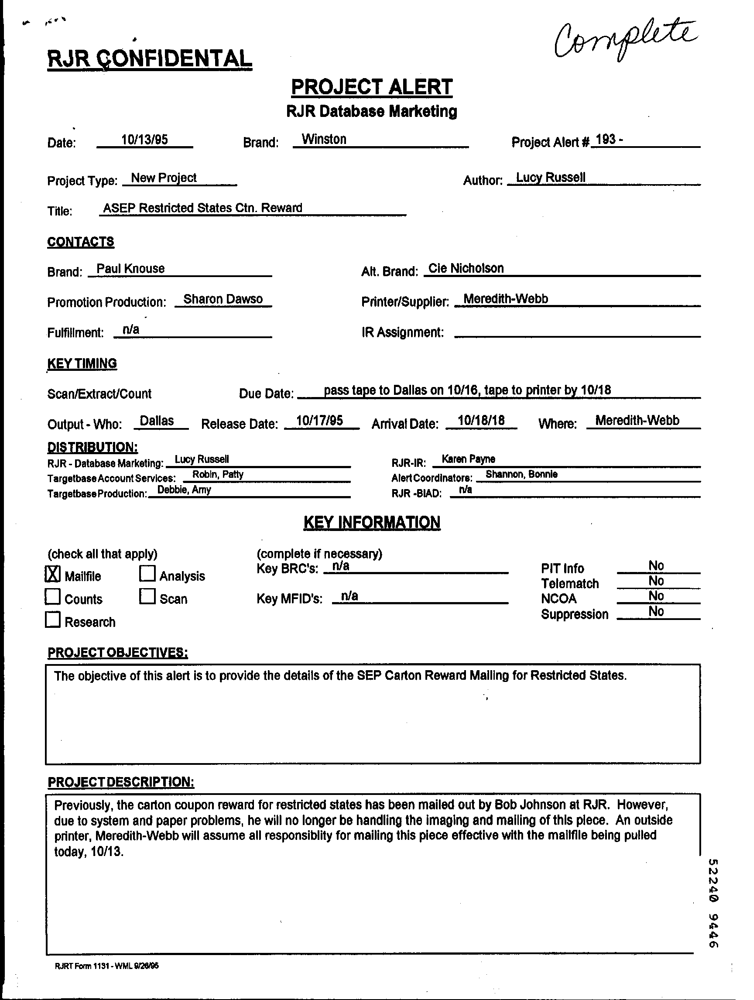 Complete
RJR CONFIDENTAL
PROJECT ALERT
RJR Database Marketing
Date: 10/13/95 Brand: Winston Project Alert # 193 -
Project Type: New Project Author: Lucy Russell
Title: ASEP Restricted States Ctn. Reward
CONTACTS
Brand: Paul Knouse Alt. Brand: Cie Nicholson
Promotion Production: Sharon Dawso Printer/Supplier: Meredith-Webb
Fulfillment: n/a IR Assignment:
KEY TIMING
Scan/Extract/Count Due Date: pass tape to Dallas on 10/16, tape to printer by 10/18
Output - Who: Dallas Release Date: 10/17/95 Arrival Date: 10/18/18 Where: Meredith-Webb
DISTRIBUTION:
RJR - Database Marketing: Lucy Russell RJR-IR: Karen Payne
Targetbase Account Services: Robin, Patty Alert Coordinators: Shannon, Bonnie
Targetbase Production: Debbie, Amy RJR -BIAD: n/a
KEY INFORMATION
(check all that apply) (complete if necessary)
Key BRC's: n/a PIT Info No
X Mailfile Analysis Telematch No
Counts Scan Key MFID's: n/a NCOA No
Suppression No
Research
PROJECT OBJECTIVES:
The objective of this alert is to provide the details of the SEP Carton Reward Mailing for Restricted States.
PROJECT DESCRIPTION:
Previously, the carton coupon reward for restricted states has been mailed out by Bob Johnson at RJR. However,
due to system and paper problems, he will no longer be handling the imaging and mailing of this piece. An outside
printer, Meredith-Webb will assume all responsiblity for mailing this piece effective with the mailfile being pulled
today, 10/13.
52240 9446
RJRT Form 1131 - WML 9/26/95